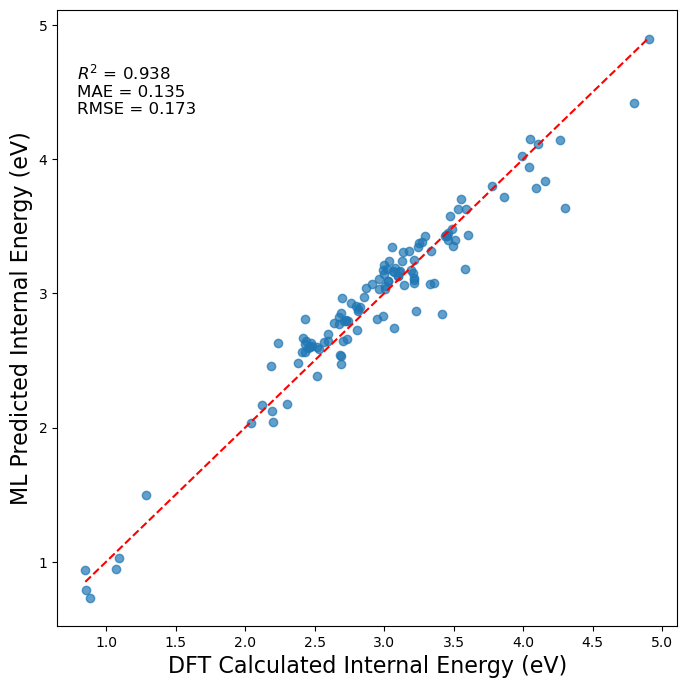 5
R² = 0.938
MAE = 0.135
RMSE = 0.173
4
3
2
1
ML Predicted Internal Energy (eV)
1.0 1.5 2.0 2.5 3.0 3.5 4.0 4.5 5.0
DFT Calculated Internal Energy (eV)